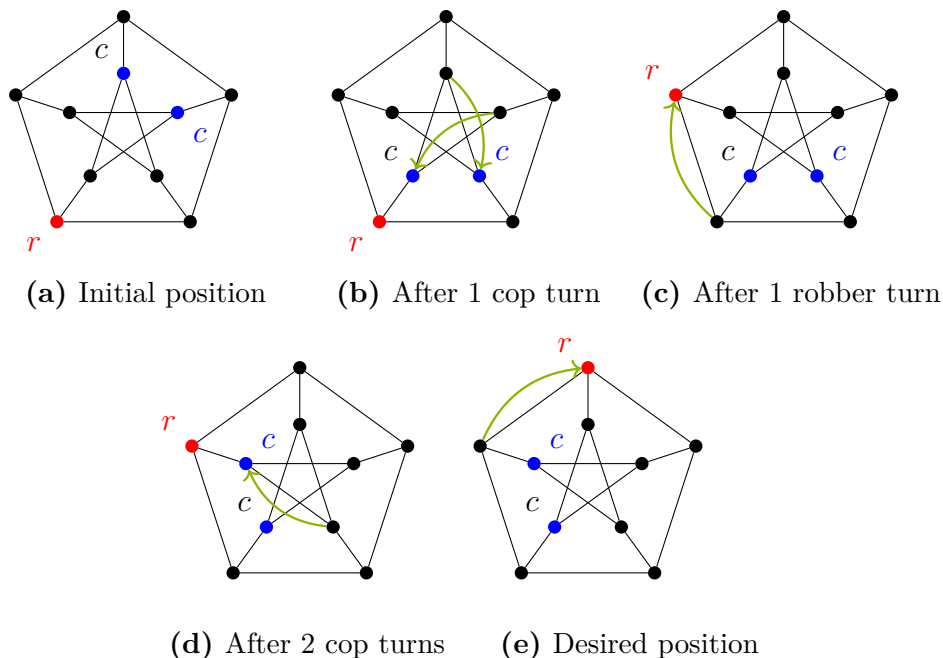 c
c
r
c
c
r
r
c
c
(a) Initial position
(b) After 1 cop turn
(c) After 1 robber turn
r
c
c
r
c
c
(d) After 2 cop turns
(e) Desired position